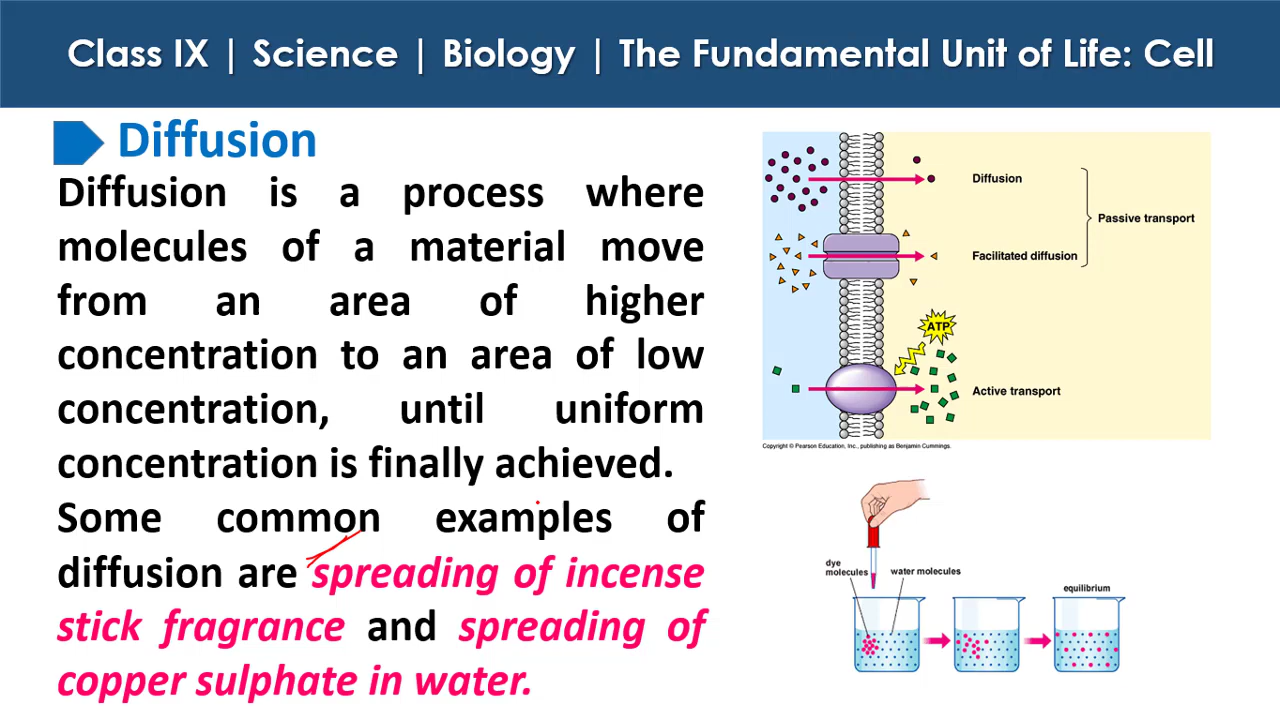 Class IX | Science | Biology | The Fundamental Unit of Life: Cell
Diffusion
Diffusion is a process where
molecules of a material move
from an area of higher
concentration to an area of low
concentration, until uniform
concentration is finally achieved.
Some common examples of
diffusion are spreading of incense
stick fragrance and spreading of
copper sulphate in water.
Diffusion
Passive transport
Facilitated diffusion
ATP
Active transport
Copyright © Pearson Education, Inc., publishing as Benjamin Cummings.
dye
molecules
water molecules
equilibrium